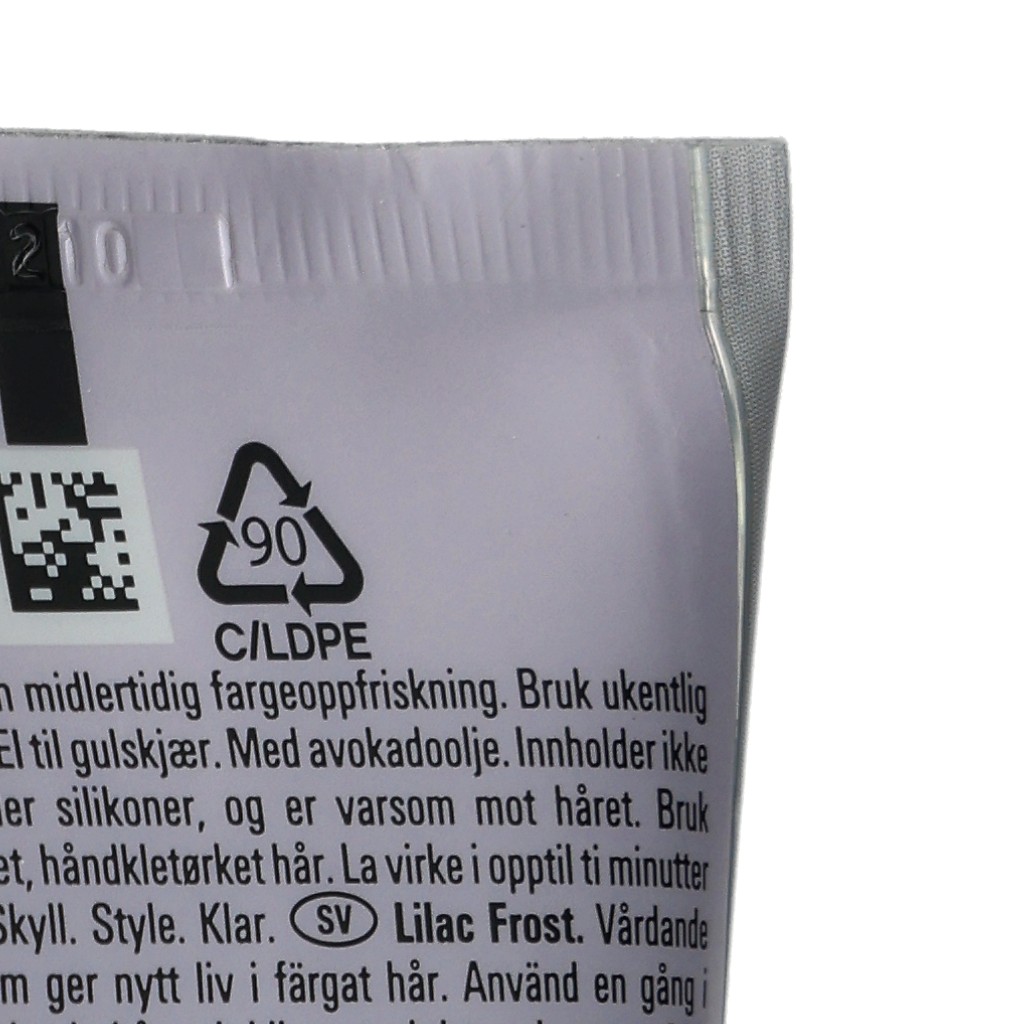 210
90
C/LDPE
midlertidig fargeoppfriskning. Bruk ukentlig
til gulskjær. Med avokadoolje. Innholder ikke
silikoner, og er varsom mot håret. Bruk
håndkletørket hår. La virke i opptil ti minutter
Skyll. Style. Klar. SV Lilac Frost. Vårdande
ger nytt liv i färgat hår. Använd en gång i